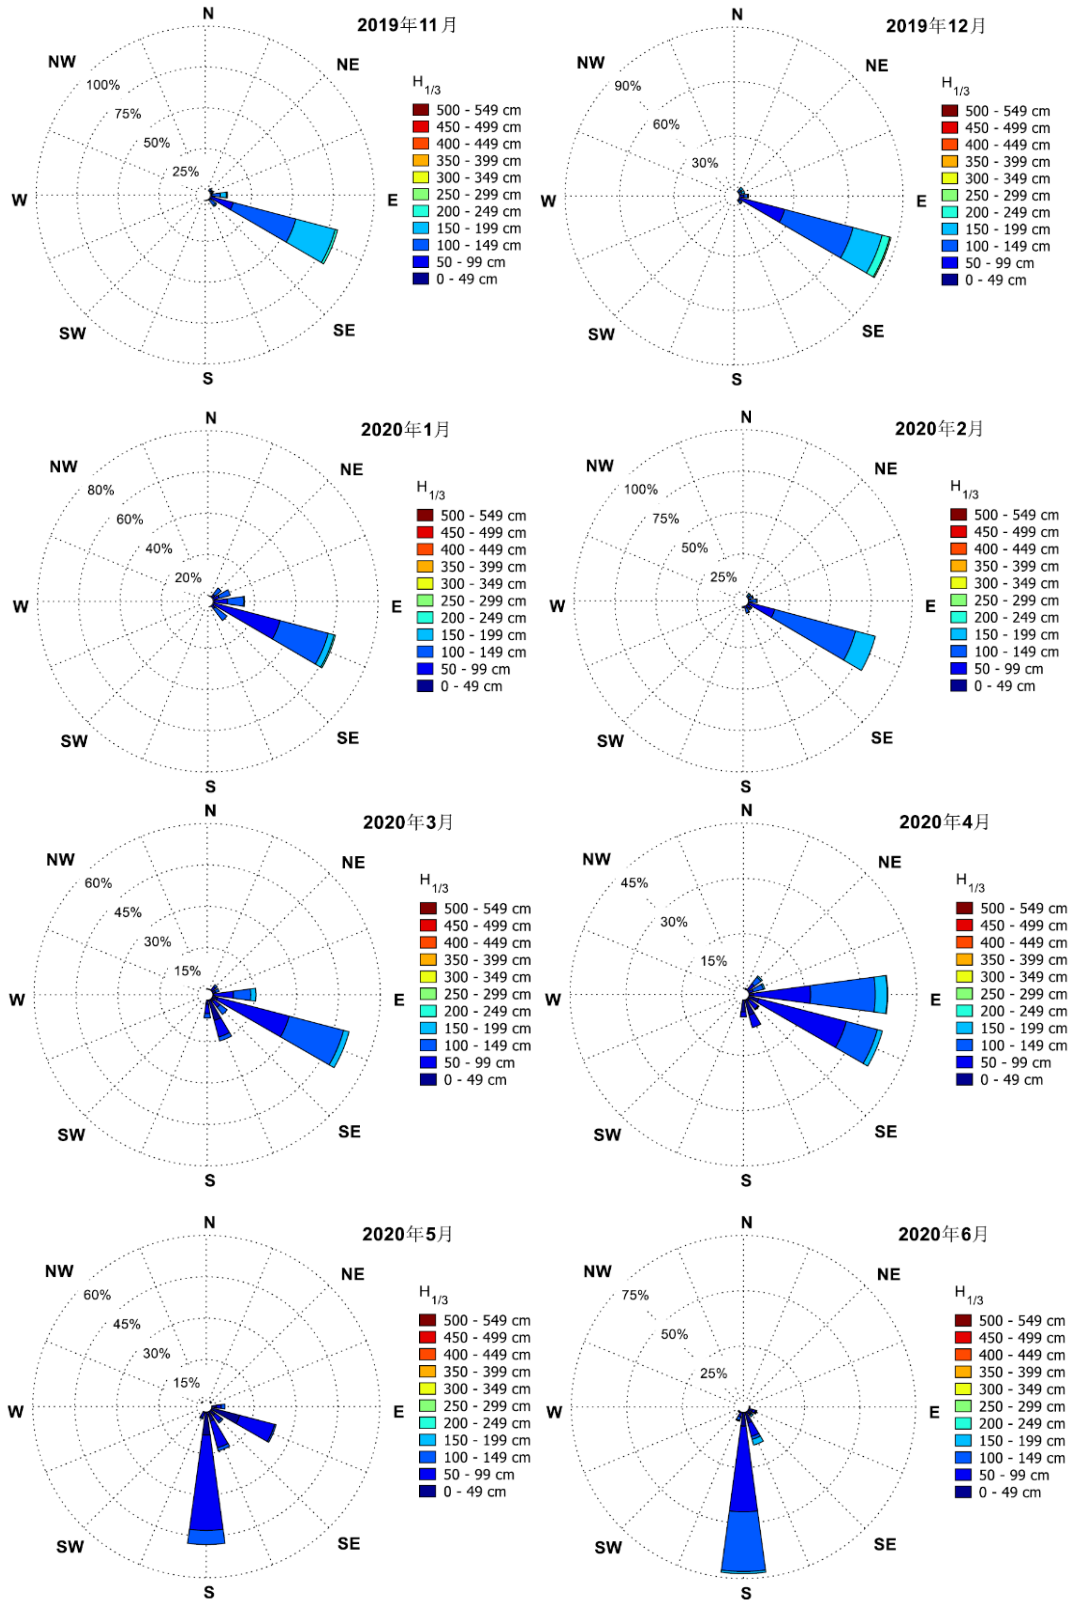 2019年11月
N
NE
E
SE
S
SW
W
NW
100%
75%
50%
25%
H1/3
500 - 549 cm
450 - 499 cm
400 - 449 cm
350 - 399 cm
300 - 349 cm
250 - 299 cm
200 - 249 cm
150 - 199 cm
100 - 149 cm
50 - 99 cm
0 - 49 cm
2019年12月
N
NE
E
SE
S
SW
W
NW
90%
60%
30%
H1/3
500 - 549 cm
450 - 499 cm
400 - 449 cm
350 - 399 cm
300 - 349 cm
250 - 299 cm
200 - 249 cm
150 - 199 cm
100 - 149 cm
50 - 99 cm
0 - 49 cm
2020年1月
N
NE
E
SE
S
SW
W
NW
80%
60%
40%
20%
H1/3
500 - 549 cm
450 - 499 cm
400 - 449 cm
350 - 399 cm
300 - 349 cm
250 - 299 cm
200 - 249 cm
150 - 199 cm
100 - 149 cm
50 - 99 cm
0 - 49 cm
2020年2月
N
NE
E
SE
S
SW
W
NW
100%
75%
50%
25%
H1/3
500 - 549 cm
450 - 499 cm
400 - 449 cm
350 - 399 cm
300 - 349 cm
250 - 299 cm
200 - 249 cm
150 - 199 cm
100 - 149 cm
50 - 99 cm
0 - 49 cm
2020年3月
N
NE
E
SE
S
SW
W
NW
60%
45%
30%
15%
H1/3
500 - 549 cm
450 - 499 cm
400 - 449 cm
350 - 399 cm
300 - 349 cm
250 - 299 cm
200 - 249 cm
150 - 199 cm
100 - 149 cm
50 - 99 cm
0 - 49 cm
2020年4月
N
NE
E
SE
S
SW
W
NW
45%
30%
15%
H1/3
500 - 549 cm
450 - 499 cm
400 - 449 cm
350 - 399 cm
300 - 349 cm
250 - 299 cm
200 - 249 cm
150 - 199 cm
100 - 149 cm
50 - 99 cm
0 - 49 cm
2020年5月
N
NE
E
SE
S
SW
W
NW
60%
45%
30%
15%
H1/3
500 - 549 cm
450 - 499 cm
400 - 449 cm
350 - 399 cm
300 - 349 cm
250 - 299 cm
200 - 249 cm
150 - 199 cm
100 - 149 cm
50 - 99 cm
0 - 49 cm
2020年6月
N
NE
E
SE
S
SW
W
NW
75%
50%
25%
H1/3
500 - 549 cm
450 - 499 cm
400 - 449 cm
350 - 399 cm
300 - 349 cm
250 - 299 cm
200 - 249 cm
150 - 199 cm
100 - 149 cm
50 - 99 cm
0 - 49 cm